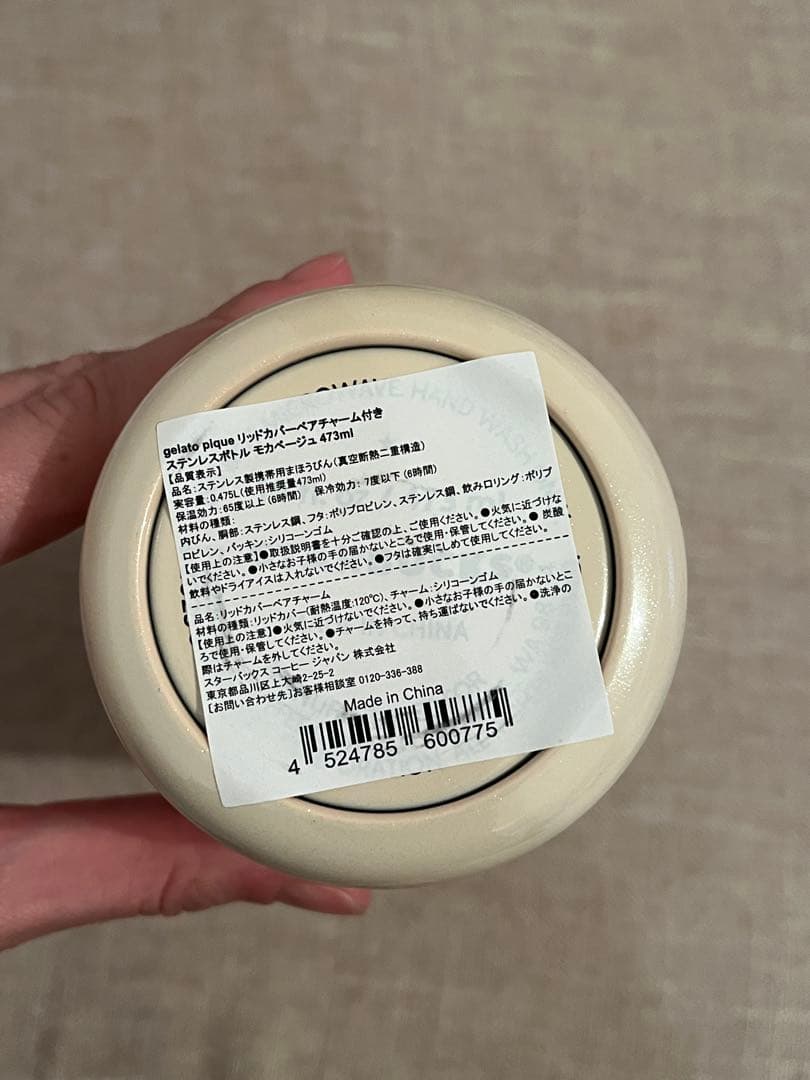 gelato pique リッドカバーベアチャーム付き
ステンレスボトル モカベージュ 473ml
【品質表示】
品名:ステンレス製携帯用まほうびん(真空断熱二重構造)
実容量:0.475L(使用推奨量473ml)
保温効力:65度以上(6時間) 保冷効力:7度以下(6時間)
材料の種類:
内びん、胴部:ステンレス鋼、フタ:ポリプロピレン、ステンレス鋼、飲み口リング:ポリプ
ロピレン、パッキン:シリコーンゴム
【使用上の注意】●取扱説明書を十分ご確認の上、ご使用ください。●火気に近づけな
いでください。●小さなお子様の手の届かないところで使用・保管してください。● 炭酸
飲料やドライアイスは入れないでください。●フタは確実にしめて使用してください。
品名:リッドカバーベアチャーム
材料の種類:リッドカバー(耐熱温度:120℃)、チャーム:シリコーンゴム
【使用上の注意】●火気に近づけないでください。●小さなお子様の手の届かないとこ
ろで使用・保管してください。●チャームを持って、持ち運ばないでください。●洗浄の
際はチャームを外してください。
スターバックス コーヒー ジャパン 株式会社
東京都品川区上大崎2-25-2
[お問い合わせ先]お客様相談室 0120-336-388
Made in China
4 524785 600775